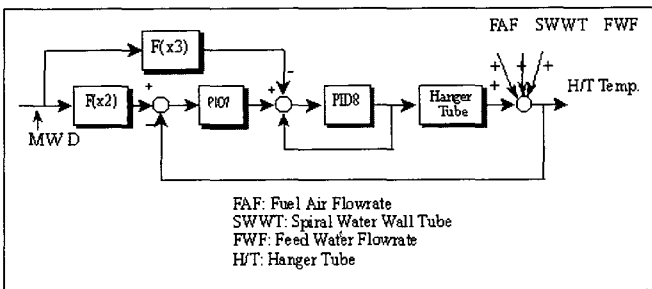 FAF SWWT FWF
F(x3)
H/T Temp.
F(x2)
PID7
PID8
Hanger
Tube
MWD
+
-
+
-
+
+
+
+
FAF: Fuel Air Flowrate
SWWT: Spiral Water Wall Tube
FWF: Feed Water Flowrate
H/T: Hanger Tube